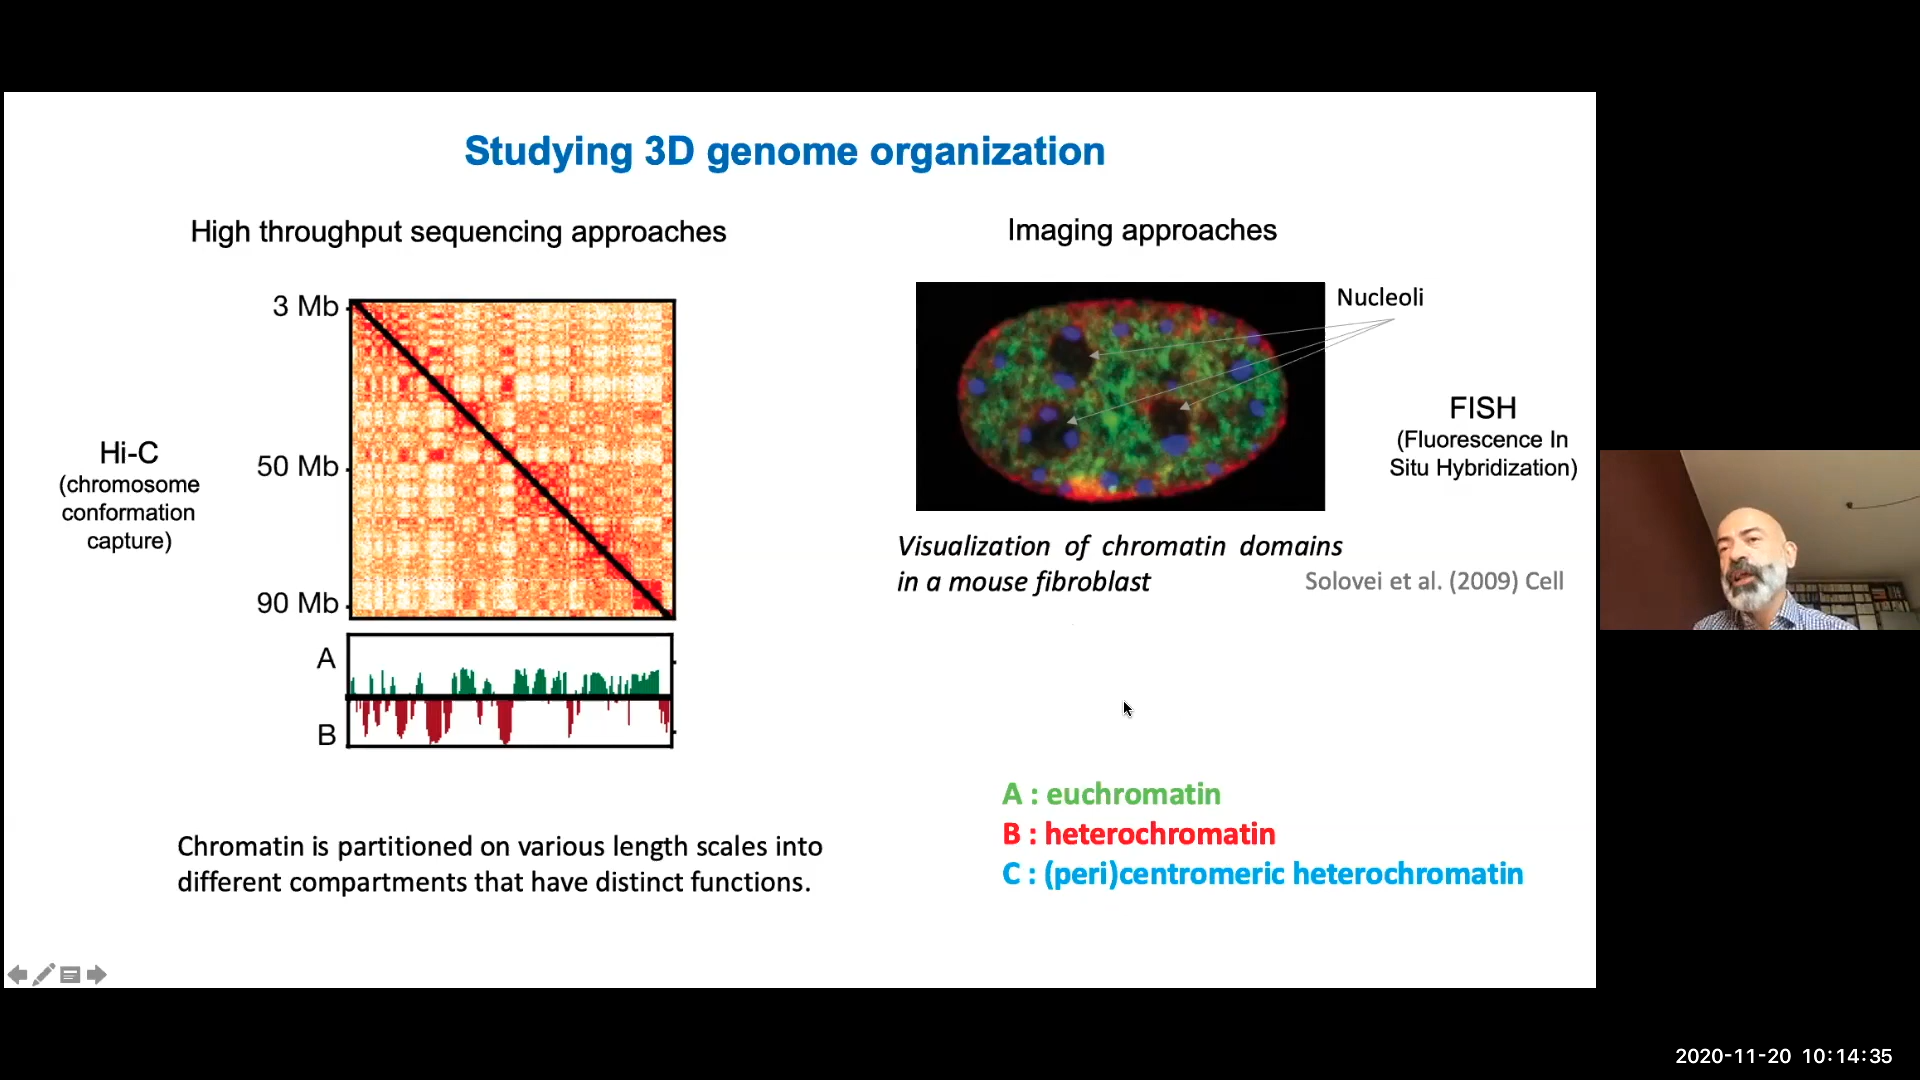 Studying 3D genome organization
High throughput sequencing approaches
3 Mb
50 Mb
90 Mb
Hi-C
(chromosome
conformation
capture)
A
B
Chromatin is partitioned on various length scales into
different compartments that have distinct functions.
Imaging approaches
Nucleoli
FISH
(Fluorescence In
Situ Hybridization)
Visualization of chromatin domains
in a mouse fibroblast
Solovei et al. (2009) Cell
A : euchromatin
B : heterochromatin
C : (peri)centromeric heterochromatin
2020-11-20 10:14:35